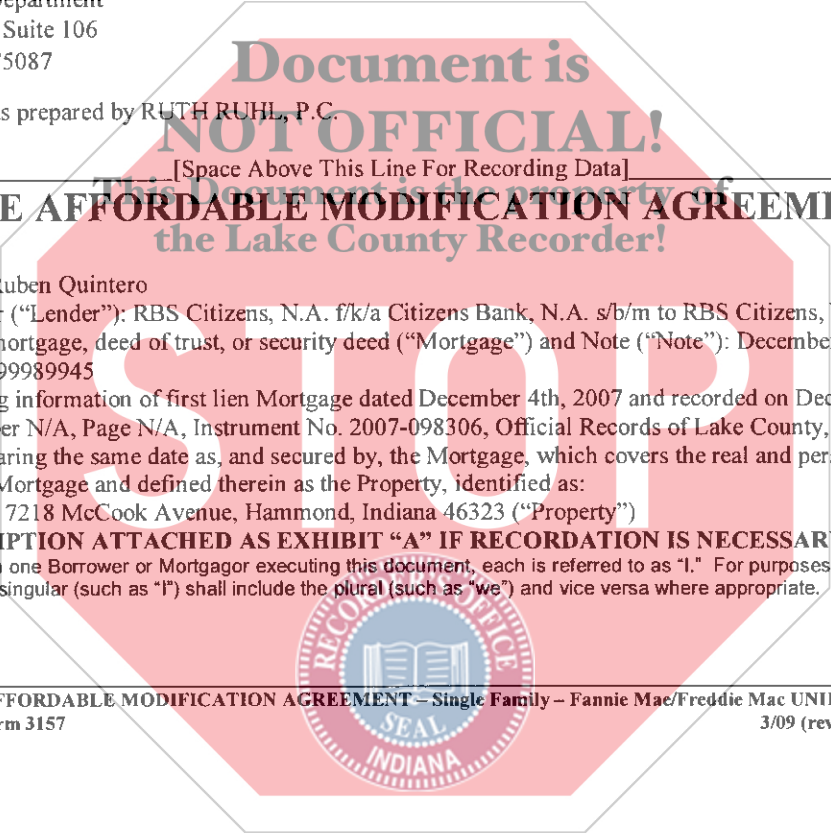 Department
Suite 106
5087
Document is
s prepared by RUTH RUHL, P.C.
NOT OFFICIAL!
[Space Above This Line For Recording Data]
This Document is the property of
E AFFORDABLE MODIFICATION AGREEM
the Lake County Recorder!
uben Quintero
("Lender"): RBS Citizens, N.A. f/k/a Citizens Bank, N.A. s/b/m to RBS Citizens,
ortgage, deed of trust, or security deed ("Mortgage") and Note ("Note"): Decembe
99989945
g information of first lien Mortgage dated December 4th, 2007 and recorded on Dec
er N/A, Page N/A, Instrument No. 2007-098306, Official Records of Lake County,
aring the same date as, and secured by, the Mortgage, which covers the real and per
Mortgage and defined therein as the Property, identified as:
7218 McCook Avenue, Hammond, Indiana 46323 ("Property")
IPTION ATTACHED AS EXHIBIT "A" IF RECORDATION IS NECESSAR
one Borrower or Mortgagor executing this document, each is referred to as "I." For purposes
singular (such as "I") shall include the plural (such as "we") and vice versa where appropriate.
STOP!
RECORDER'S OFFICE
SEAL
INDIANA
FFORDABLE MODIFICATION AGREEMENT – Single Family – Fannie Mae/Freddie Mac UNI
rm 3157
3/09 (rev